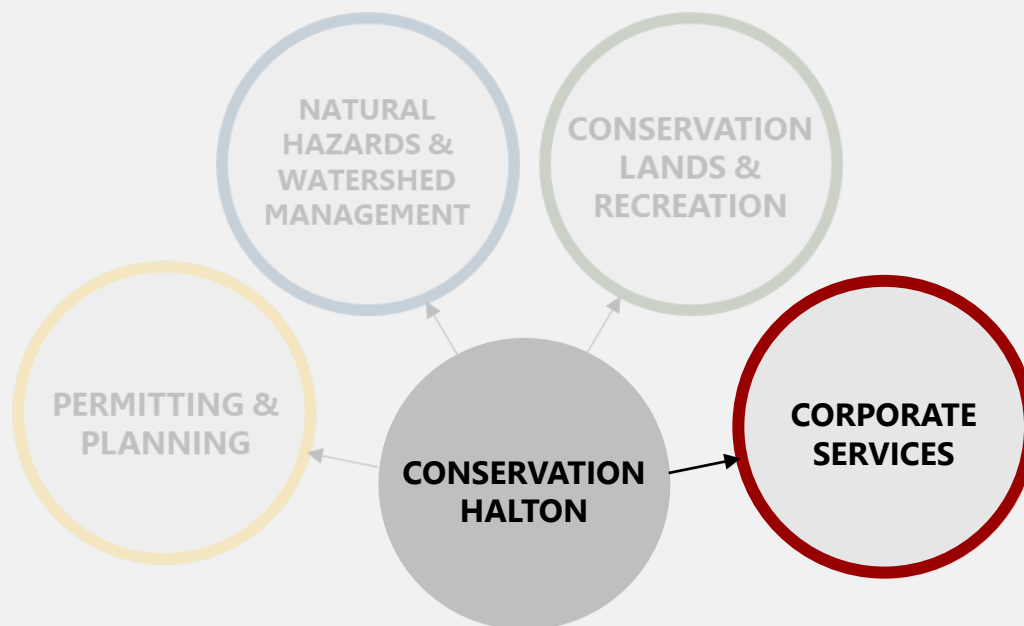 NATURAL
HAZARDS &
WATERSHED
MANAGEMENT
CONSERVATION
LANDS &
RECREATION
PERMITTING &
PLANNING
CONSERVATION
HALTON
CORPORATE
SERVICES